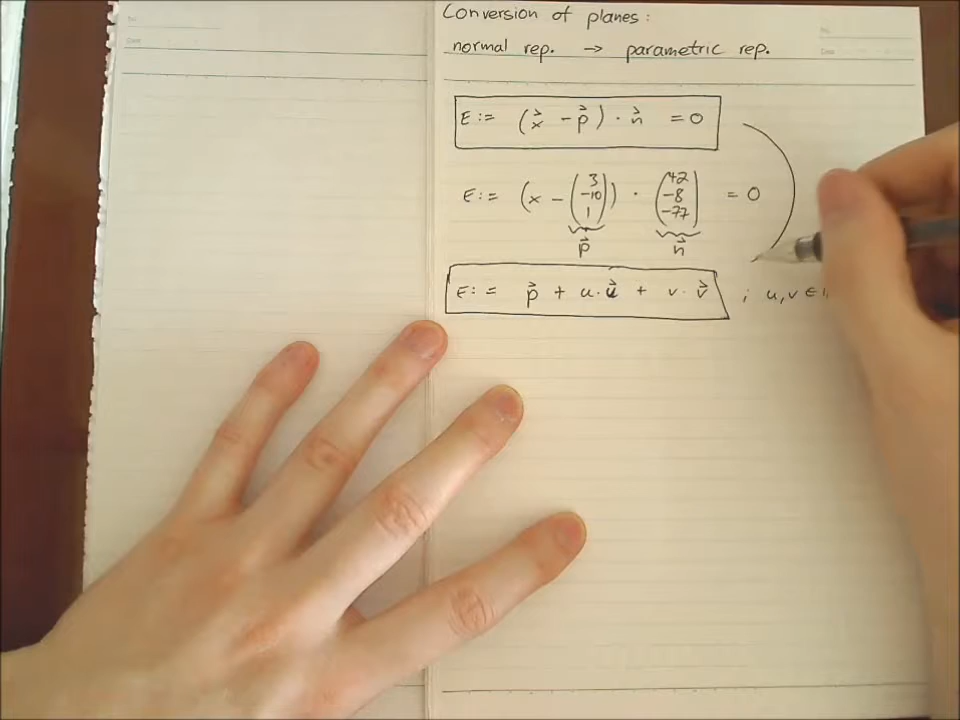 Conversion of planes:
normal rep. → parametric rep.
E:= (x⃗ - p⃗) · n⃗ = 0
E:= (x - (3 -10 1)) · (42 -8 -77) = 0
p⃗ n⃗
E:= p⃗ + u·u⃗ + v·v⃗ ; u,v ∈